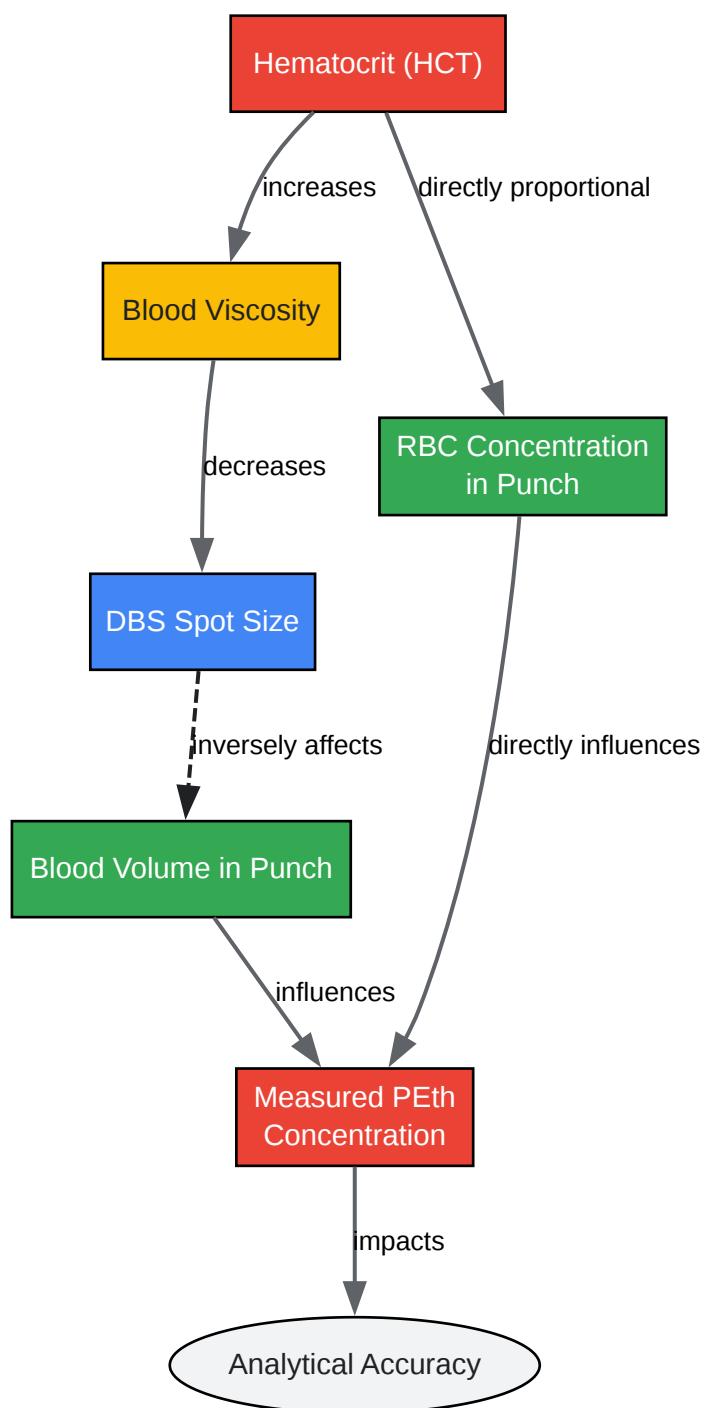 Hematocrit (HCT)
increases
directly proportional
Blood Viscosity
RBC Concentration
in Punch
decreases
DBS Spot Size
inversely affects
directly influences
Blood Volume in Punch
influences
Measured PEth
Concentration
impacts
Analytical Accuracy